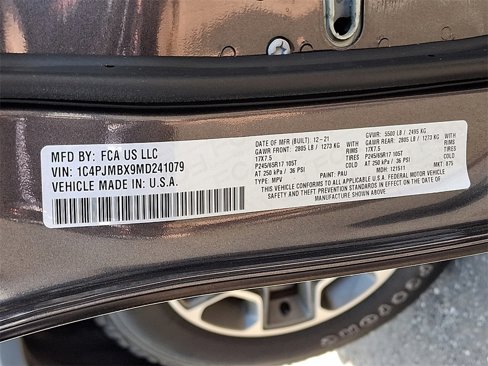 MFD BY: FCA US LLC
VIN: 1C4PJMBX9MD241079
VEHICLE MADE IN U.S.A.
DATE OF MFR (BUILT): 12-21
GVWR: 5500 LB / 2495 KG
GAWR FRONT: 2805 LB / 1273 KG WITH
GAWR REAR: 2805 LB / 1273 KG WITH
17X7.5 RIMS
17X7.5 RIMS
P245/65R17 105T TIRES
P245/65R17 105T TIRES
AT 250 kPa / 36 PSI COLD
AT 250 kPa / 36 PSI COLD
TYPE: MPV PAINT: PAU MDH: 121511 MKT: 875
THIS VEHICLE CONFORMS TO ALL APPLICABLE U.S.A. FEDERAL MOTOR VEHICLE
SAFETY AND THEFT PREVENTION STANDARDS IN EFFECT ON THE DATE OF
MANUFACTURE SHOWN ABOVE